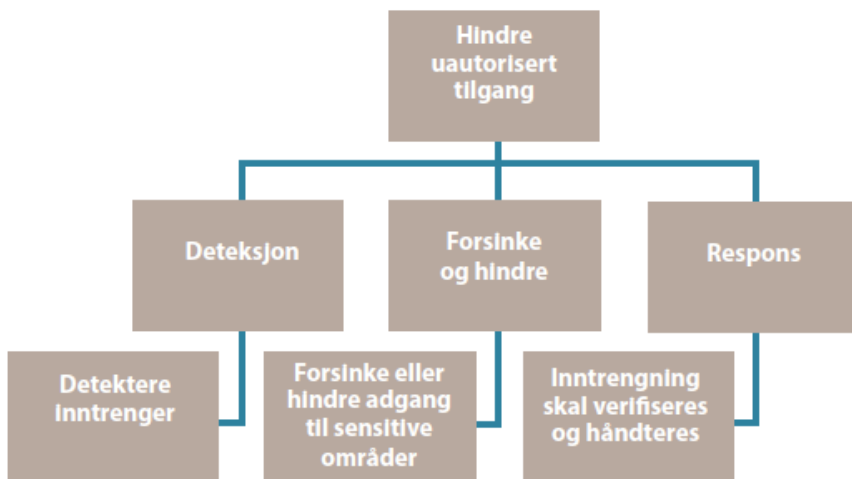 Hindre
uautorisert
tilgang
Deteksjon
Forsinke
og hindre
Respons
Detektere
inntrenger
Forsinke eller
hindre adgang
til sensitive
områder
Inntrengning
skal verifiseres
og håndteres